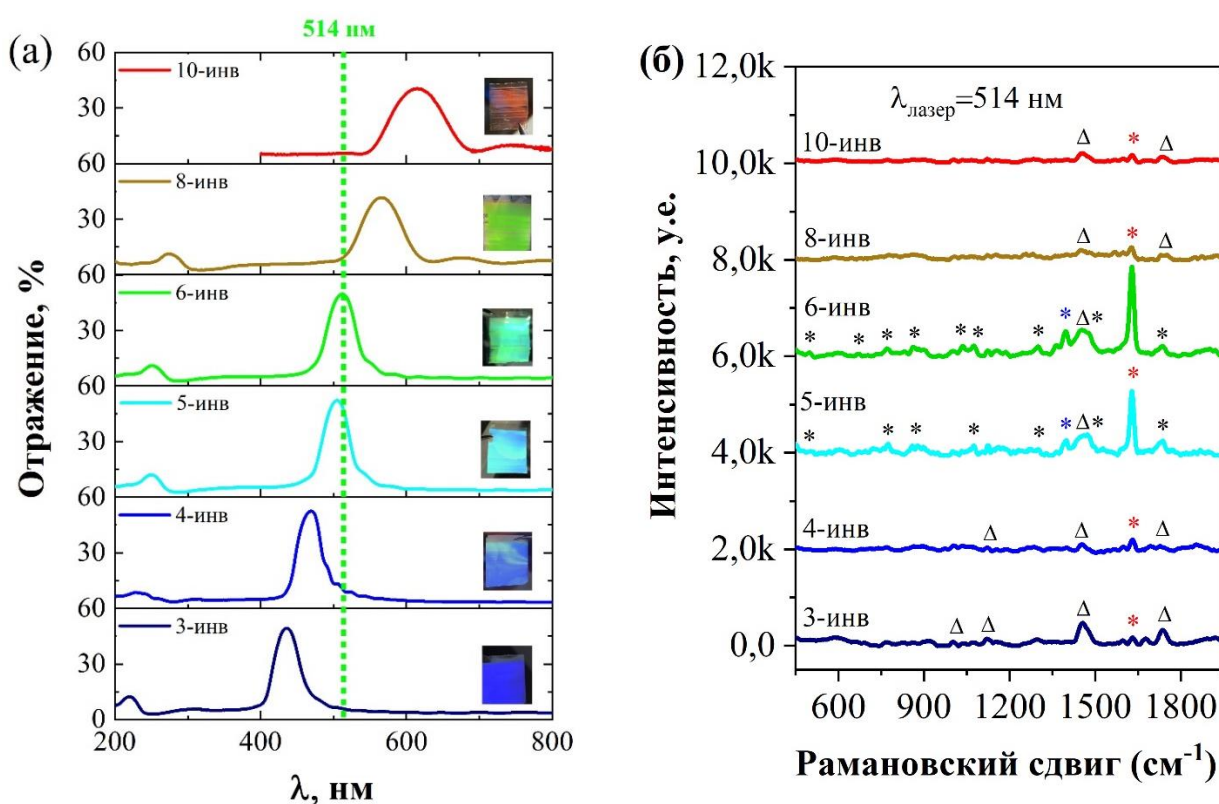 (а)
514 нм
60
10-инв
30
60
8-инв
30
60
6-инв
30
60
5-инв
30
60
4-инв
30
60
3-инв
30
0
200 400 600 800
Отражение, %
λ, нм
(б)
12,0k
λлазер=514 нм
10-инв
Δ * Δ
10,0k
8-инв
Δ * Δ
8,0k
6-инв
* * * * * * * * Δ * * *
6,0k
5-инв
* * * * * * Δ * * *
4,0k
4-инв
Δ Δ * Δ
2,0k
3-инв
Δ Δ Δ * Δ
0,0
600 900 1200 1500 1800
Интенсивность, у.е.
Рамановский сдвиг (см⁻¹)